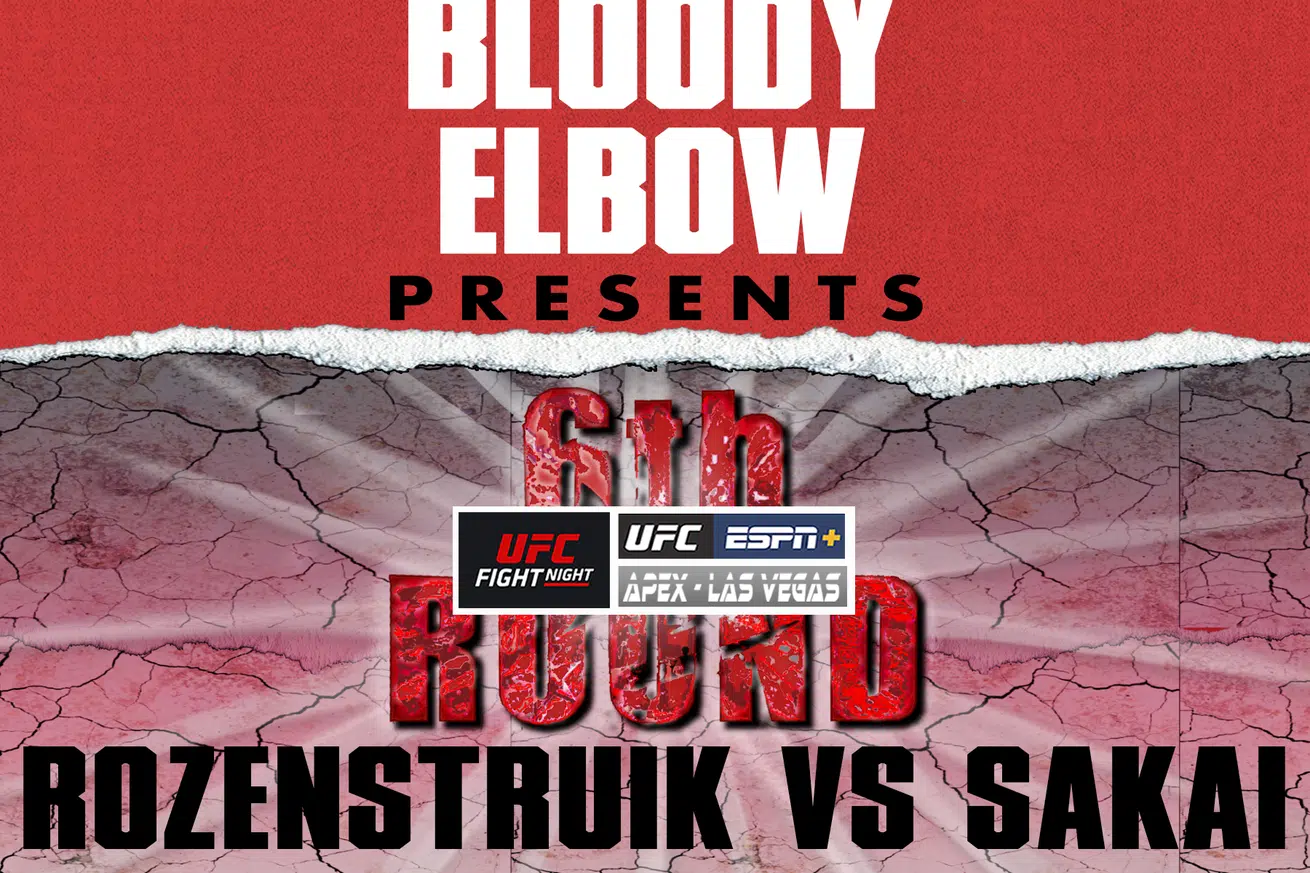 BLOODY
ELBOW
PRESENTS
6th
UFC
FIGHT NIGHT
UFC ESPN+
APEX - LAS VEGAS
ROUND
ROZENSTRUIK VS SAKAI